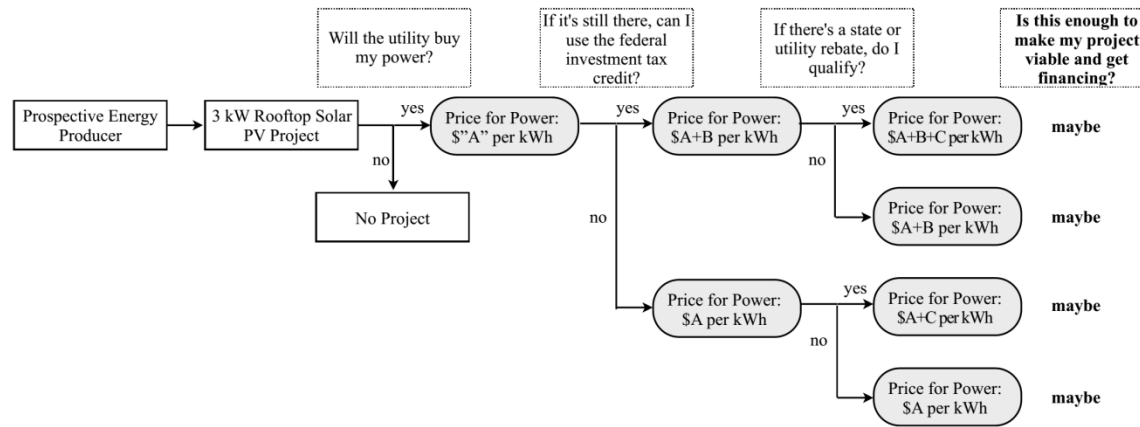 Will the utility buy
my power?
If it's still there, can I
use the federal
investment tax
credit?
If there's a state or
utility rebate, do I
qualify?
Is this enough to
make my project
viable and get
financing?
Prospective Energy
Producer
3 kW Rooftop Solar
PV Project
yes
no
Price for Power:
$"A" per kWh
yes
no
Price for Power:
$A+B per kWh
yes
no
Price for Power:
$A+B+C per kWh
maybe
No Project
Price for Power:
$A+B per kWh
maybe
Price for Power:
$A per kWh
yes
no
Price for Power:
$A+C per kWh
maybe
Price for Power:
$A per kWh
maybe